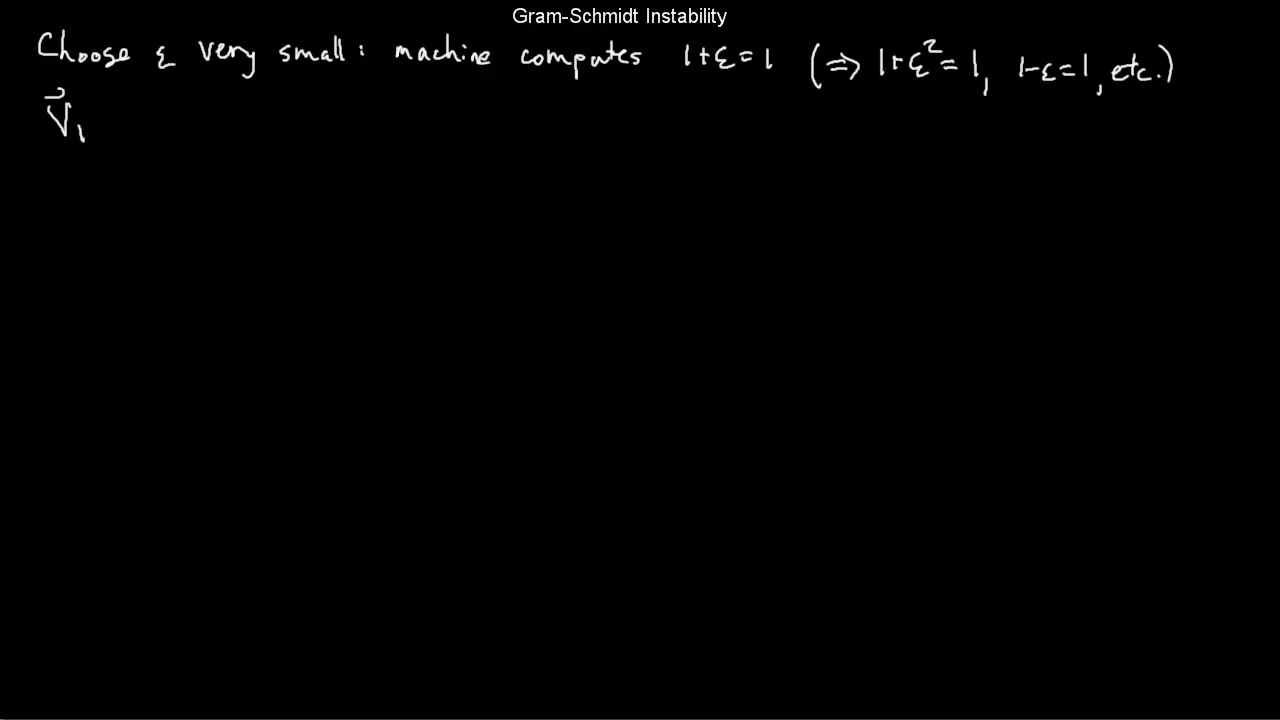 Gram-Schmidt Instability
Choose ε very small: machine computes 1+ε=1 (⇒ 1+ε²=1, 1-ε=1, etc.)
v⃗₁